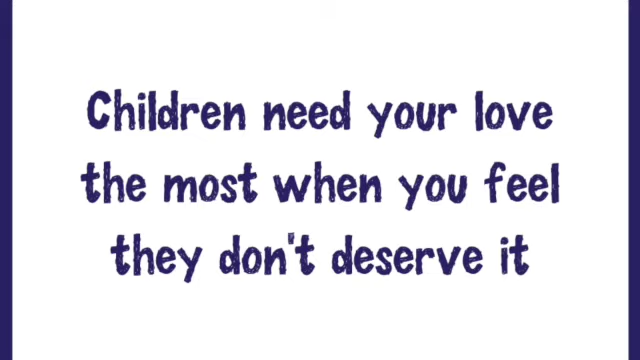 Children need your love
the most when you feel
they don't deserve it